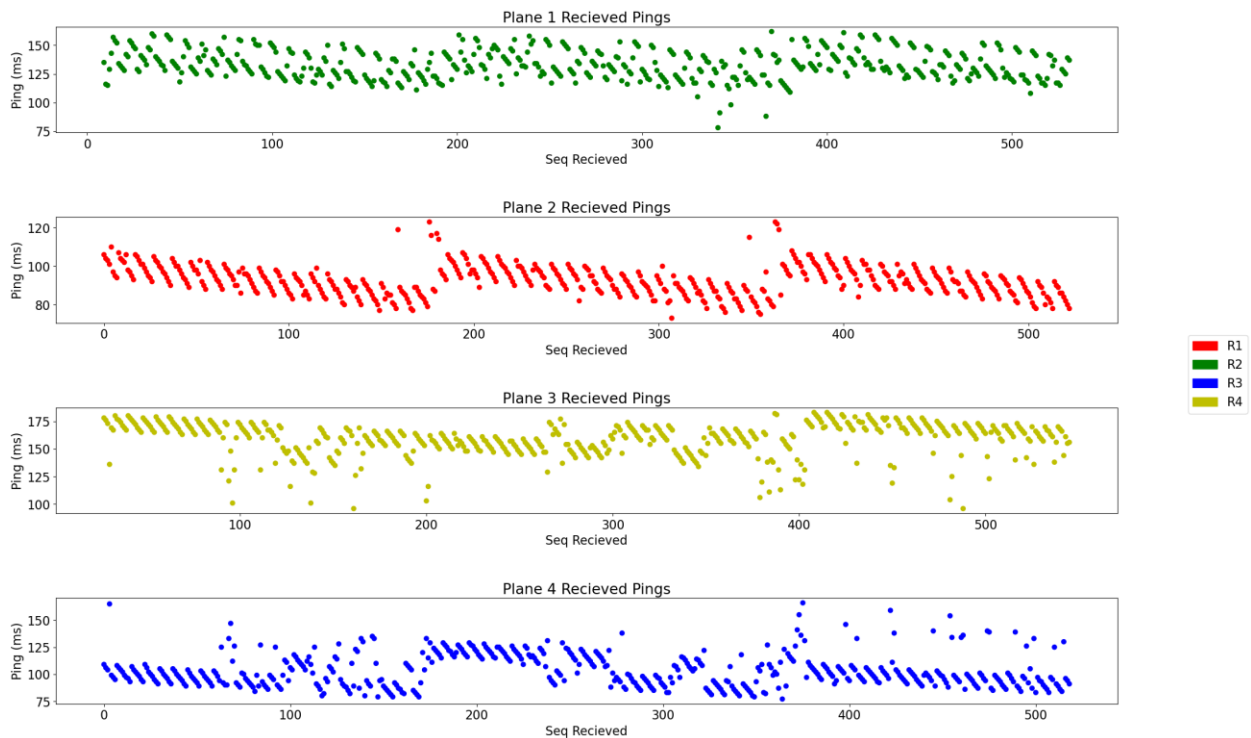 Plane 1 Recieved Pings
Ping (ms)
150
125
100
75
0 100 200 300 400 500
Seq Recieved
Plane 2 Recieved Pings
Ping (ms)
120
100
80
0 100 200 300 400 500
Seq Recieved
R1
R2
R3
R4
Plane 3 Recieved Pings
Ping (ms)
175
150
125
100
100 200 300 400 500
Seq Recieved
Plane 4 Recieved Pings
Ping (ms)
150
125
100
75
0 100 200 300 400 500
Seq Recieved